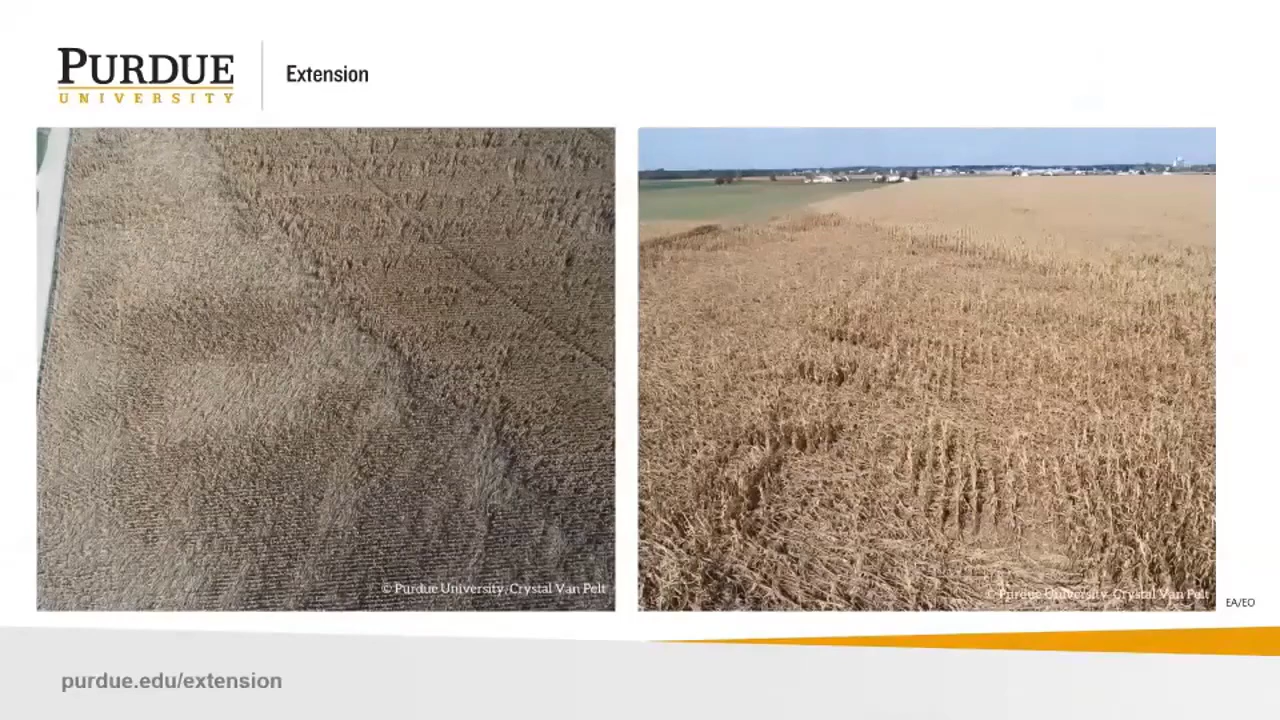 PURDUE
UNIVERSITY
Extension
© Purdue University, Crystal Van Pelt
© Purdue University, Crystal Van Pelt
EA/EO
purdue.edu/extension